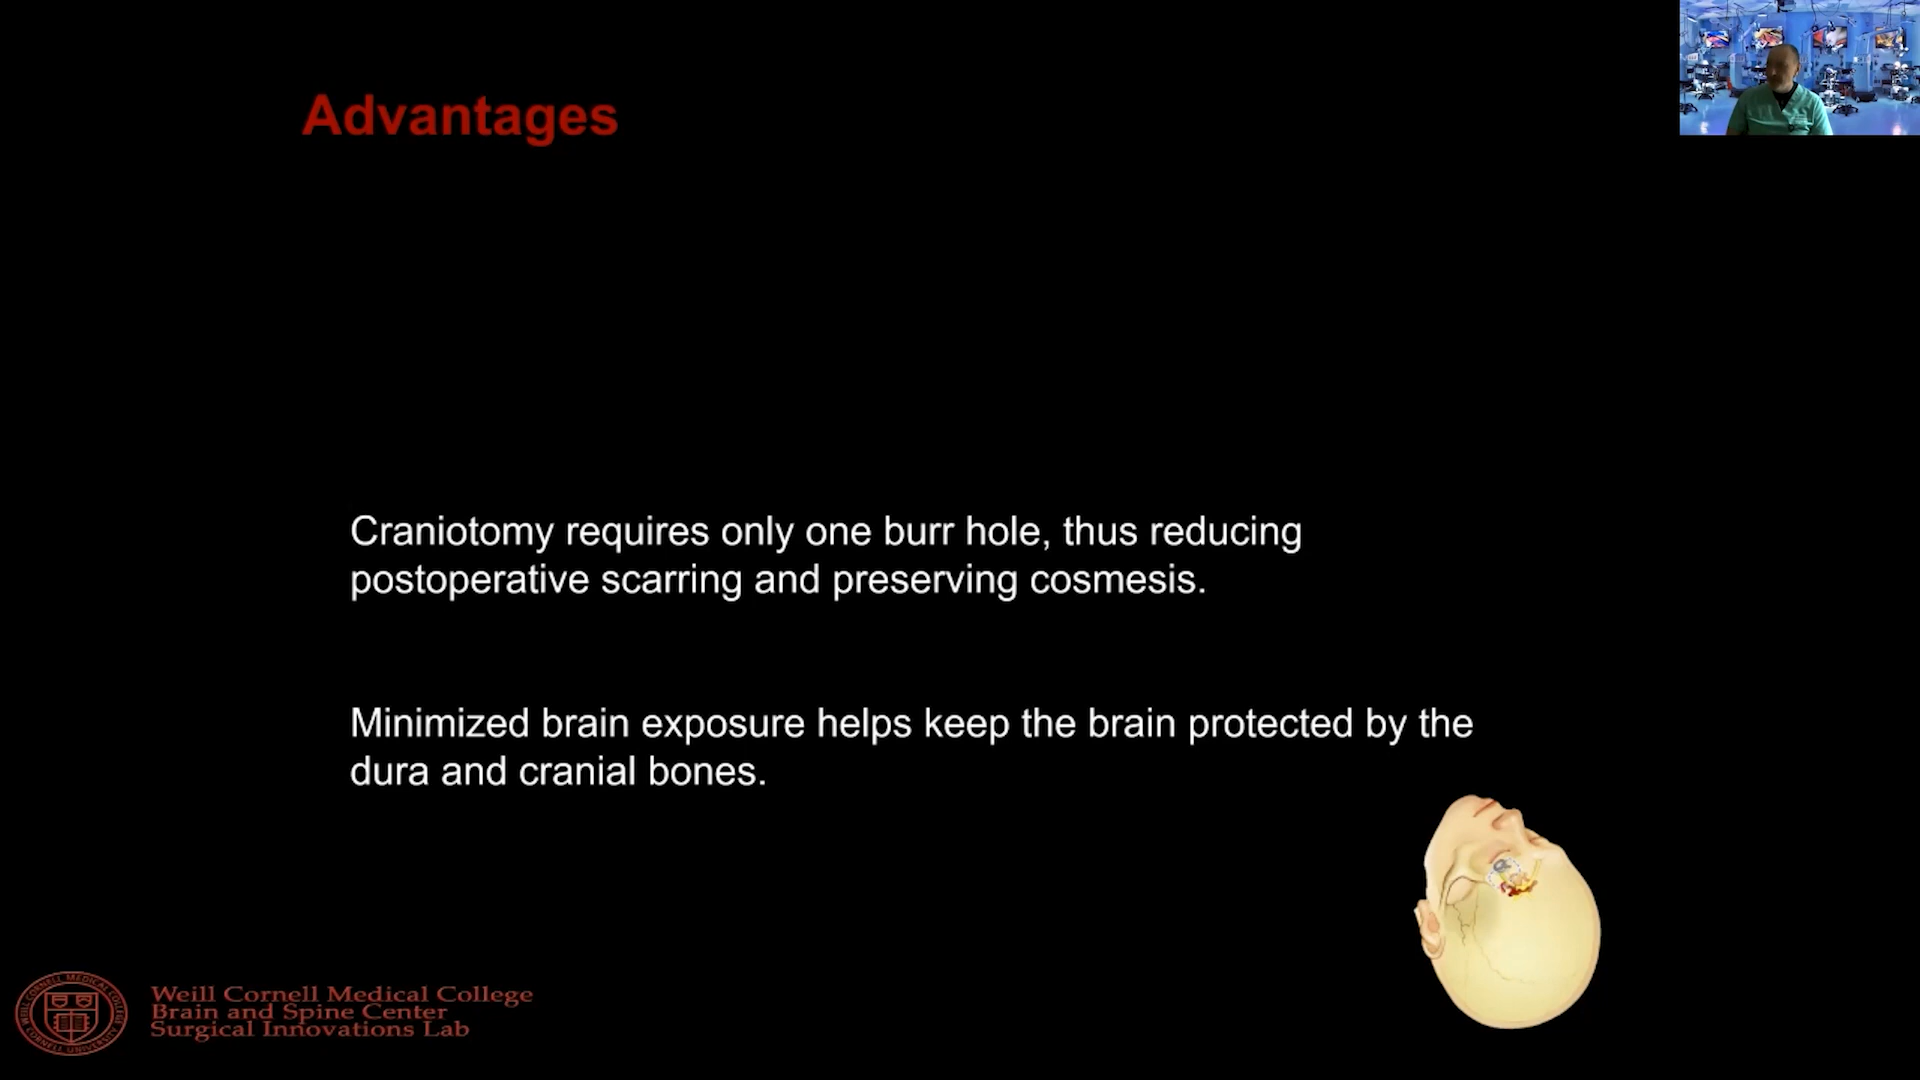 Advantages
Craniotomy requires only one burr hole, thus reducing
postoperative scarring and preserving cosmesis.
Minimized brain exposure helps keep the brain protected by the
dura and cranial bones.
Weill Cornell Medical College
Brain and Spine Center
Surgical Innovations Lab